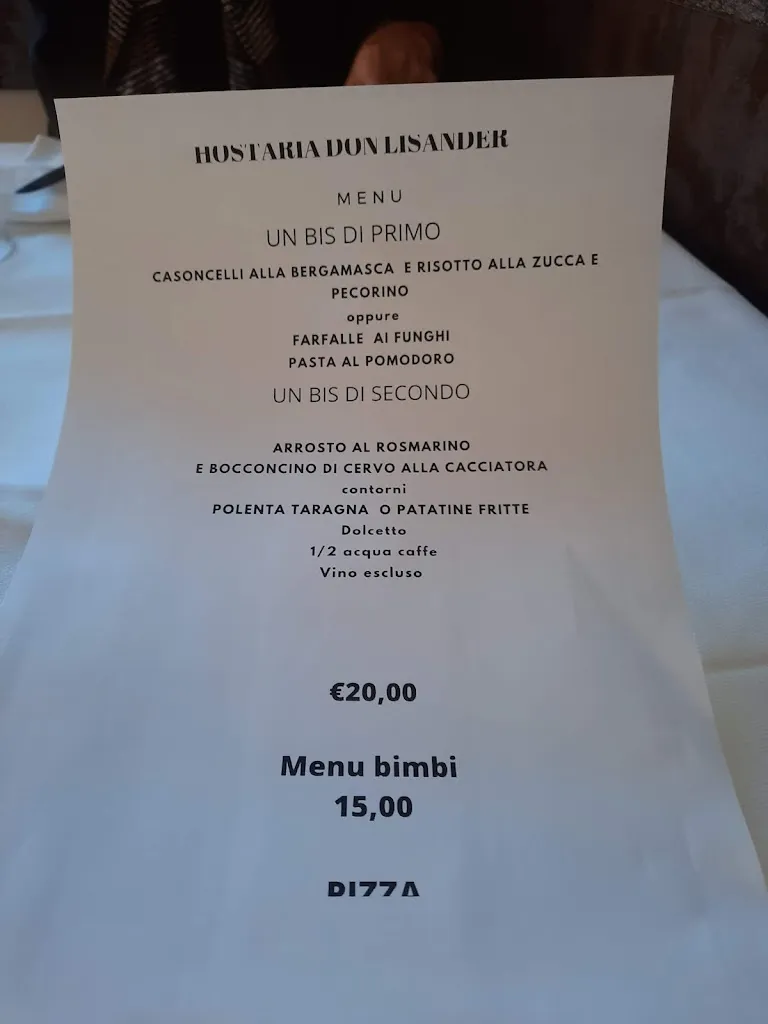 HOSTARIA DON LISANDER
MENU
UN BIS DI PRIMO
CASONCELLI ALLA BERGAMASCA E RISOTTO ALLA ZUCCA E
PECORINO
oppure
FARFALLE AI FUNGHI
PASTA AL POMODORO
UN BIS DI SECONDO
ARROSTO AL ROSMARINO
E BOCCONCINO DI CERVO ALLA CACCIATORA
contorni
POLENTA TARAGNA O PATATINE FRITTE
Dolcetto
1/2 acqua caffe
Vino escluso
€20,00
Menu bimbi
15,00
PIZZA